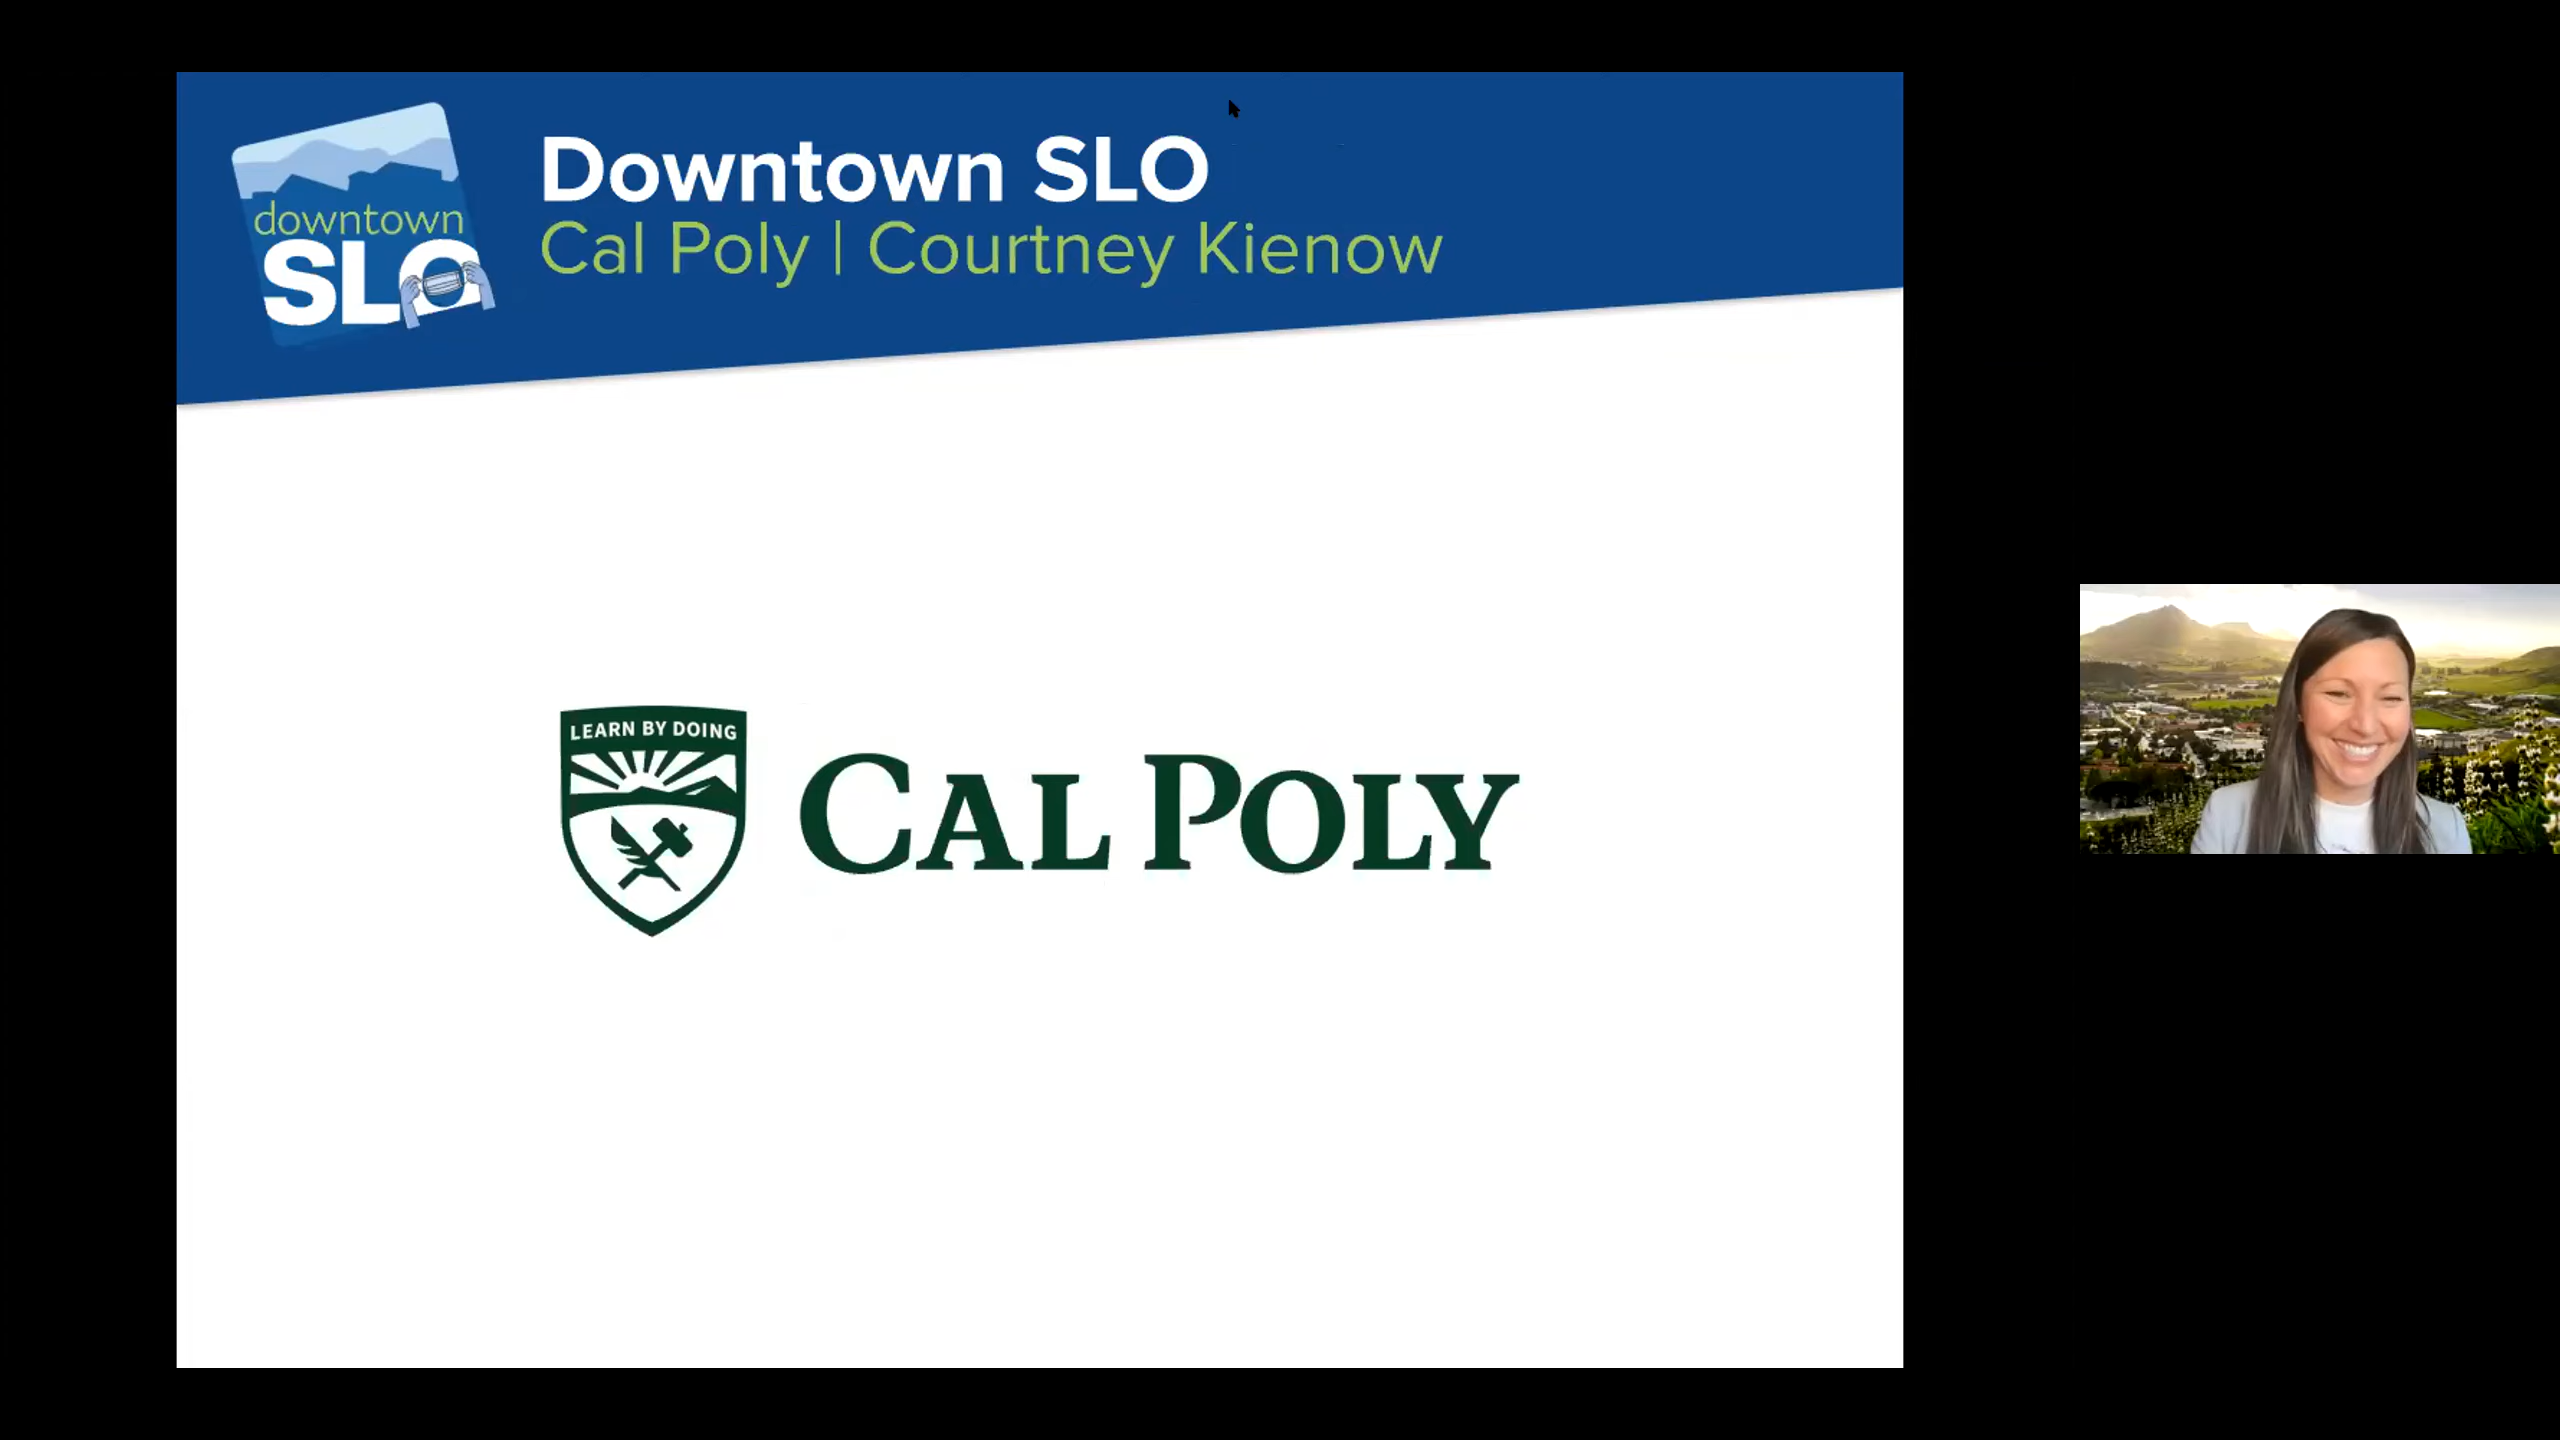 downtown
SLO
Downtown SLO
Cal Poly | Courtney Kienow
LEARN BY DOING
CAL POLY